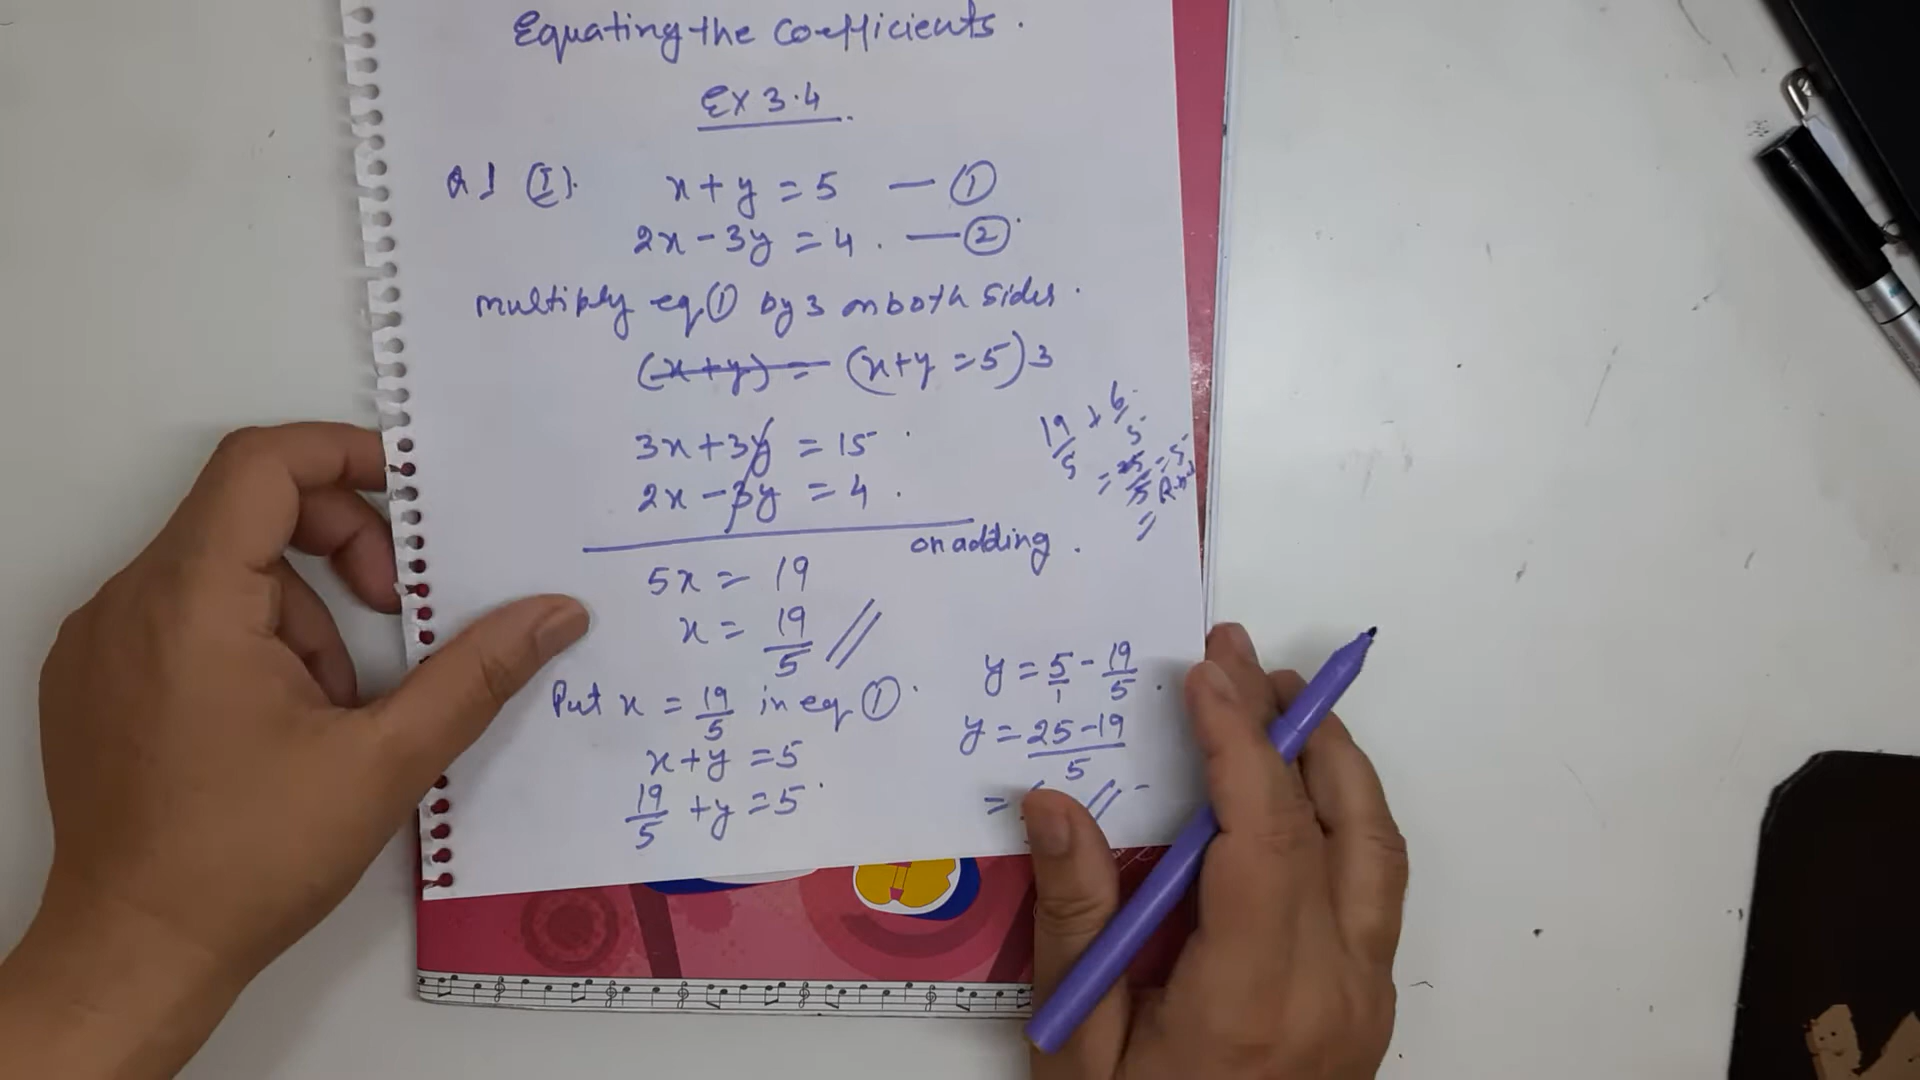 Equating the Coefficients.
Ex 3.4
Q1 (I). x + y = 5 — ①
2x - 3y = 4. — ②
multiply eq ① by 3 on both sides.
(x + y) = (x + y = 5) 3
3x + 3y = 15
2x - 3y = 4.
on adding.
5x = 19
x = 19/5 //
Put x = 19/5 in eq ①.
x + y = 5
19/5 + y = 5
y = 5/1 - 19/5.
y = 25-19/5
=
19/5 + 6/5
= 25/5 = 5
=